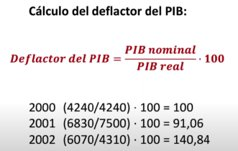 Cálculo del deflactor del PIB:
Deflactor del PIB = PIB nominal / PIB real · 100
2000 (4240/4240) · 100 = 100
2001 (6830/7500) · 100 = 91,06
2002 (6070/4310) · 100 = 140,84